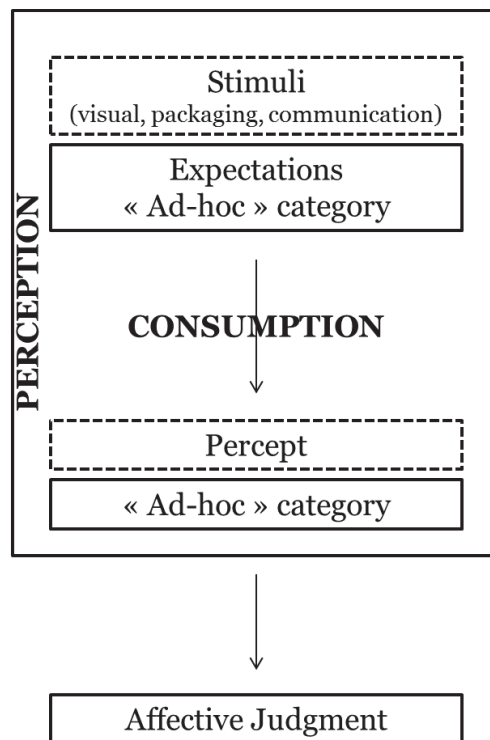 Stimuli
(visual, packaging, communication)
Expectations
« Ad-hoc » category
PERCEPTION
CONSUMPTION
Percept
« Ad-hoc » category
Affective Judgment